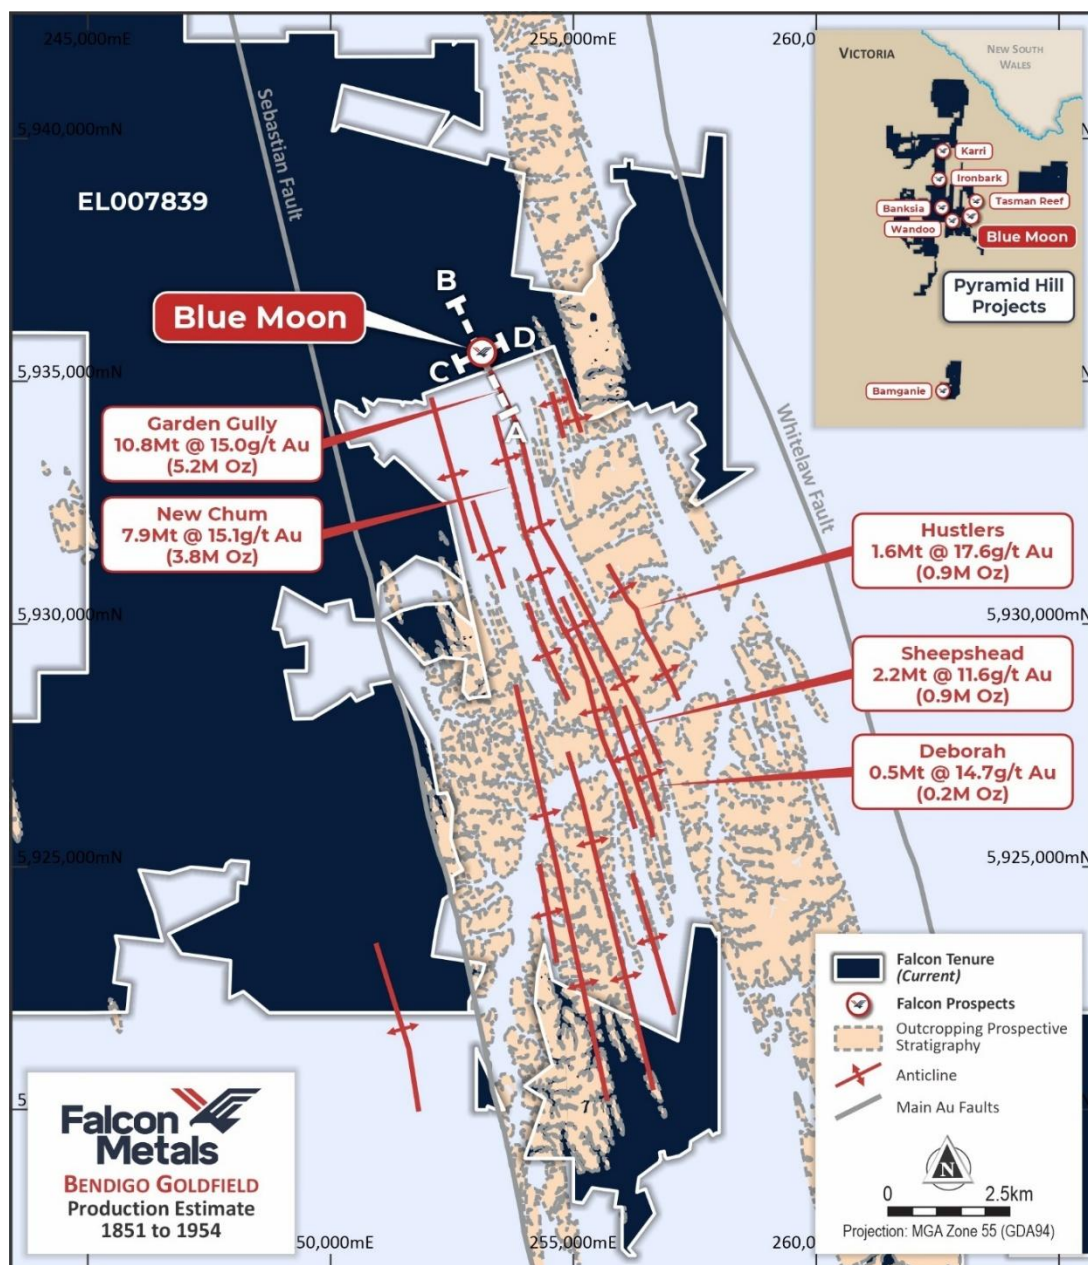 245,000mE
255,000mE
260,0
5,940,000mN
Sebastian Fault
EL007839
VICTORIA
NEW SOUTH
WALES
Karri
Ironbark
Tasman Reef
Banksia
Wandoo
Blue Moon
Pyramid Hill
Projects
Bamganie
B
Blue Moon
D
C
A
5,935,000mN
Whitelaw Fault
Garden Gully
10.8Mt @ 15.0g/t Au
(5.2M Oz)
New Chum
7.9Mt @ 15.1g/t Au
(3.8M Oz)
Hustlers
1.6Mt @ 17.6g/t Au
(0.9M Oz)
5,930,000mN
5,930,000mN
Sheepshead
2.2Mt @ 11.6g/t Au
(0.9M Oz)
Deborah
0.5Mt @ 14.7g/t Au
(0.2M Oz)
5,925,000mN
5,925,000mN
Falcon Tenure
(Current)
Falcon Prospects
Outcropping Prospective
Stratigraphy
Anticline
Main Au Faults
N
0 2.5km
Projection: MGA Zone 55 (GDA94)
5
Falcon
Metals
BENDIGO GOLDFIELD
Production Estimate
1851 to 1954
50,000mE
255,000mE
260,0